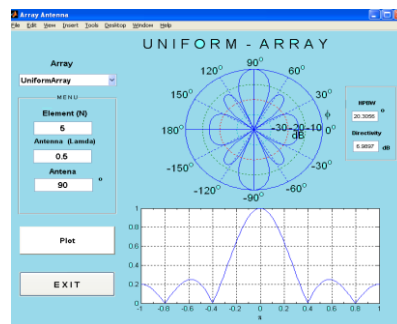 Array Antenna
File Edit View Insert Tools Desktop Window Help
UNIFORM - ARRAY
Array
UniformArray
MENU
Element (N)
5
Antenna (Lamda)
0.5
Antena
90 o
Plot
EXIT
90°
120° 60°
150° 30°
180° -30 -20 -10 0°
dB
ϕ
-150° -30°
-120° -60°
-90°
HPBW
20.3055 o
Directivity
5.3897 dB
1
0.8
0.6
0.4
0.2
0
-1 -0.8 -0.6 -0.4 -0.2 0 0.2 0.4 0.6 0.8 1